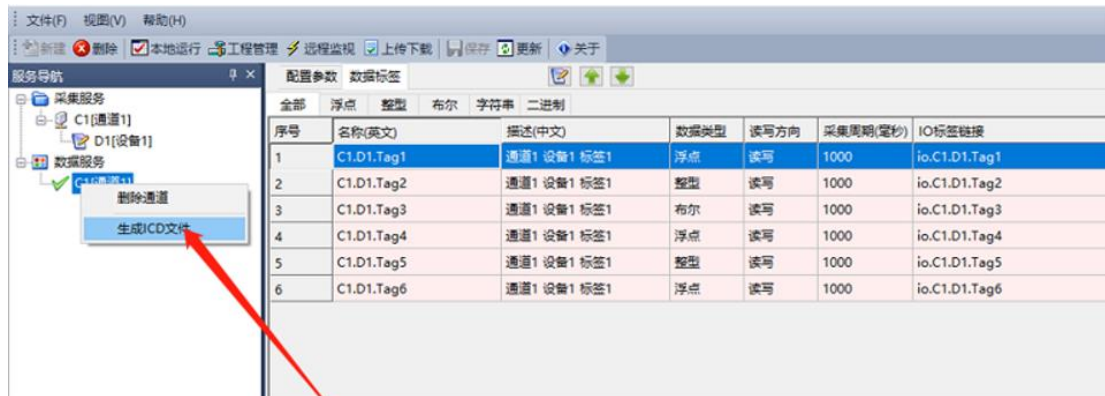 文件(F) 视图(V) 帮助(H)
新建 删除 本地运行 工程管理 远程监视 上传下载 保存 更新 关于
服务导航
采集服务
C1[通道1]
D1[设备1]
数据服务
C1[通道1]
删除通道
生成ICD文件
配置参数 数据标签
全部 浮点 整型 布尔 字符串 二进制
序号 名称(英文) 描述(中文) 数据类型 读写方向 采集周期(毫秒) IO标签链接
1 C1.D1.Tag1 通道1 设备1 标签1 浮点 读写 1000 io.C1.D1.Tag1
2 C1.D1.Tag2 通道1 设备1 标签1 整型 读写 1000 io.C1.D1.Tag2
3 C1.D1.Tag3 通道1 设备1 标签1 布尔 读写 1000 io.C1.D1.Tag3
4 C1.D1.Tag4 通道1 设备1 标签1 浮点 读写 1000 io.C1.D1.Tag4
5 C1.D1.Tag5 通道1 设备1 标签1 整型 读写 1000 io.C1.D1.Tag5
6 C1.D1.Tag6 通道1 设备1 标签1 浮点 读写 1000 io.C1.D1.Tag6